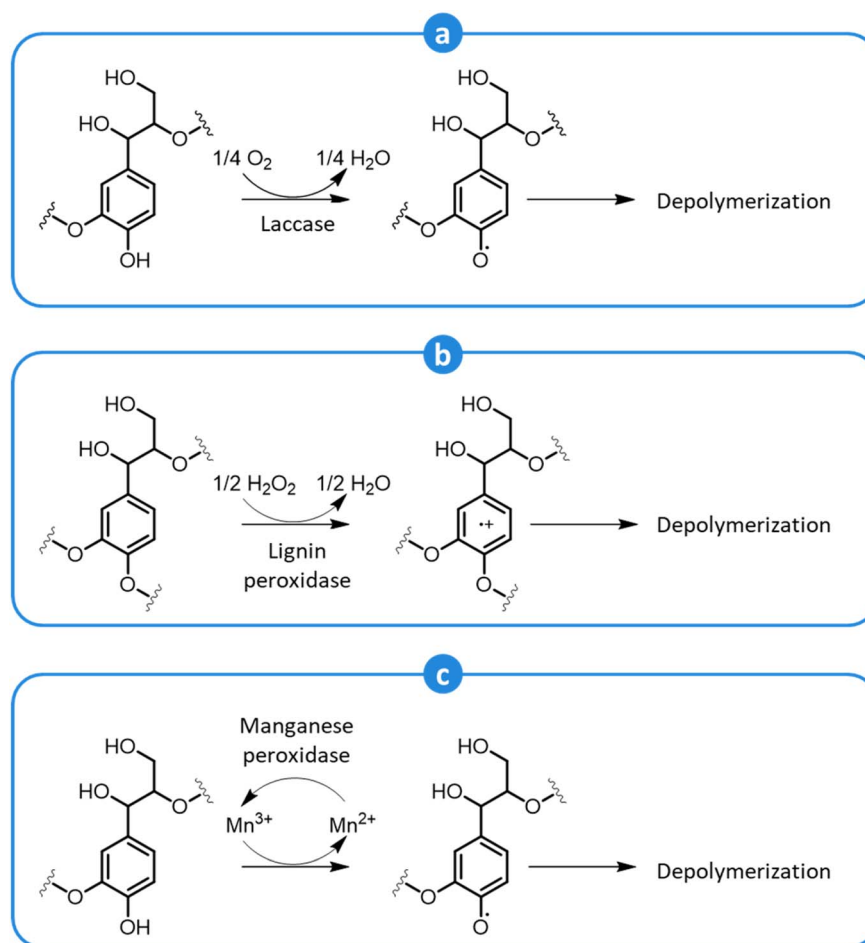 a
HO
HO
O
1/4 O2
1/4 H2O
Laccase
O
OH
HO
HO
O
O
O·
Depolymerization
b
HO
HO
O
1/2 H2O2
1/2 H2O
Lignin
peroxidase
O
O
HO
HO
O
·+
O
O
Depolymerization
c
Manganese
peroxidase
HO
HO
O
Mn3+
Mn2+
O
OH
HO
HO
O
O
O·
Depolymerization